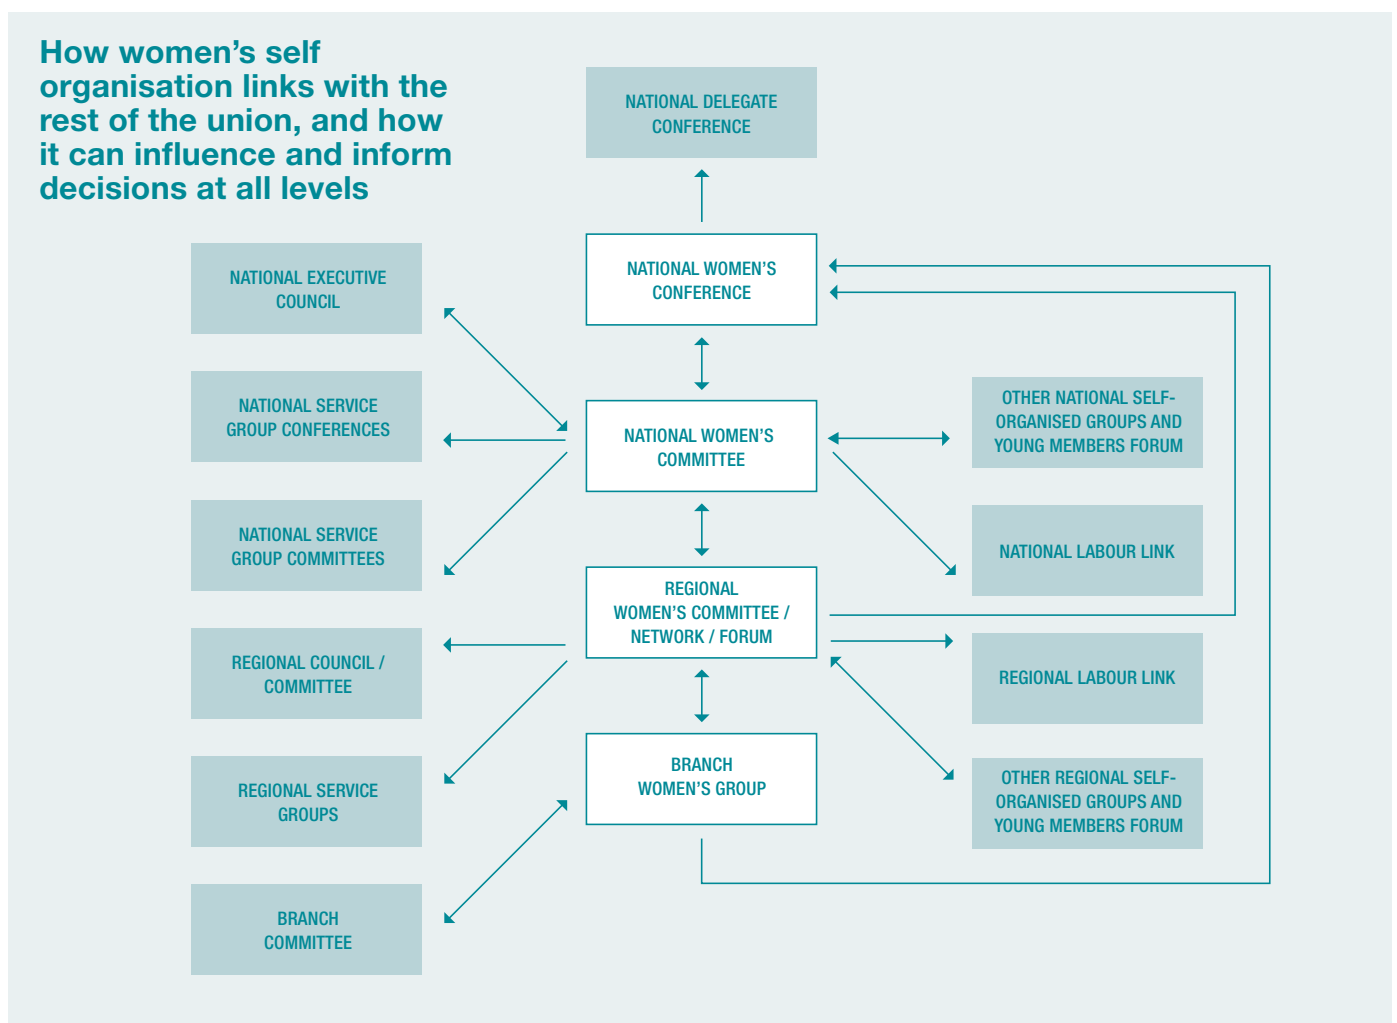 How women’s self
organisation links with the
rest of the union, and how
it can influence and inform
decisions at all levels
NATIONAL DELEGATE
CONFERENCE
NATIONAL WOMEN’S
CONFERENCE
NATIONAL EXECUTIVE
COUNCIL
NATIONAL SERVICE
GROUP CONFERENCES
NATIONAL WOMEN’S
COMMITTEE
OTHER NATIONAL SELF-
ORGANISED GROUPS AND
YOUNG MEMBERS FORUM
NATIONAL SERVICE
GROUP COMMITTEES
NATIONAL LABOUR LINK
REGIONAL
WOMEN’S COMMITTEE /
NETWORK / FORUM
REGIONAL COUNCIL /
COMMITTEE
REGIONAL LABOUR LINK
REGIONAL SERVICE
GROUPS
BRANCH
WOMEN’S GROUP
OTHER REGIONAL SELF-
ORGANISED GROUPS AND
YOUNG MEMBERS FORUM
BRANCH
COMMITTEE